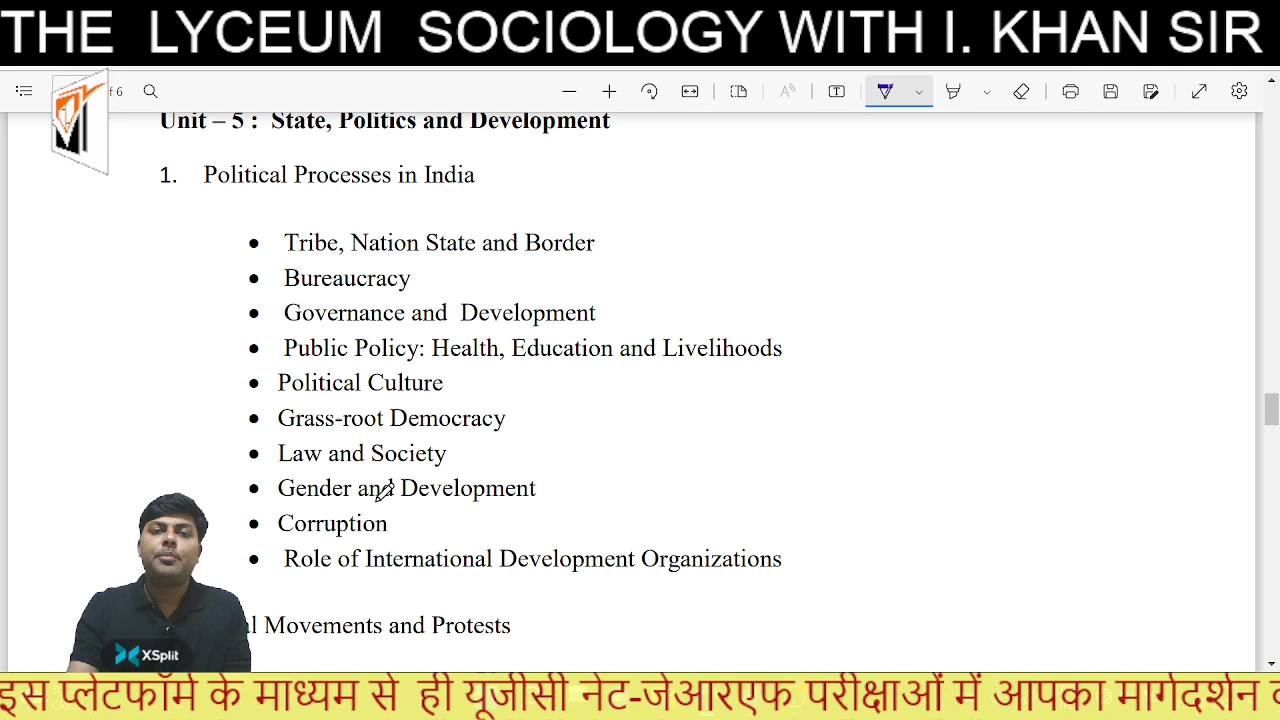 THE LYCEUM SOCIOLOGY WITH I. KHAN SIR
of 6
Unit – 5 : State, Politics and Development
1. Political Processes in India
• Tribe, Nation State and Border
• Bureaucracy
• Governance and Development
• Public Policy: Health, Education and Livelihoods
• Political Culture
• Grass-root Democracy
• Law and Society
• Gender and Development
• Corruption
• Role of International Development Organizations
Movements and Protests
XSplit
इस प्लेटफॉर्म के माध्यम से ही यूजीसी नेट-जेआरएफ परीक्षाओं में आपका मार्गदर्शन